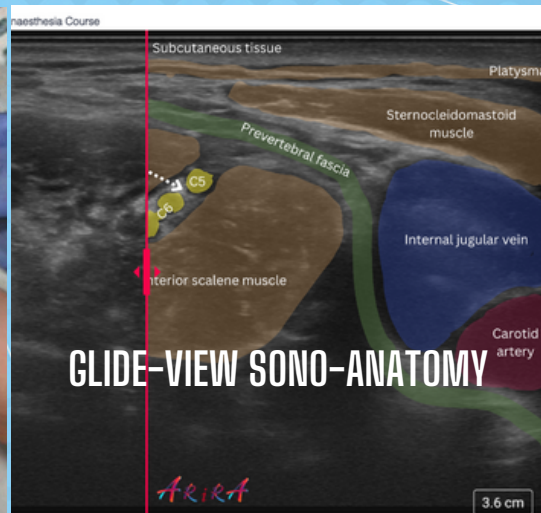 naesthesia Course
Subcutaneous tissue
Platysma
Sternocleidomastoid
muscle
Prevertebral fascia
C5
C6
Internal jugular vein
nterior scalene muscle
Carotid
artery
GLIDE-VIEW SONO-ANATOMY
ARiRA
3.6 cm